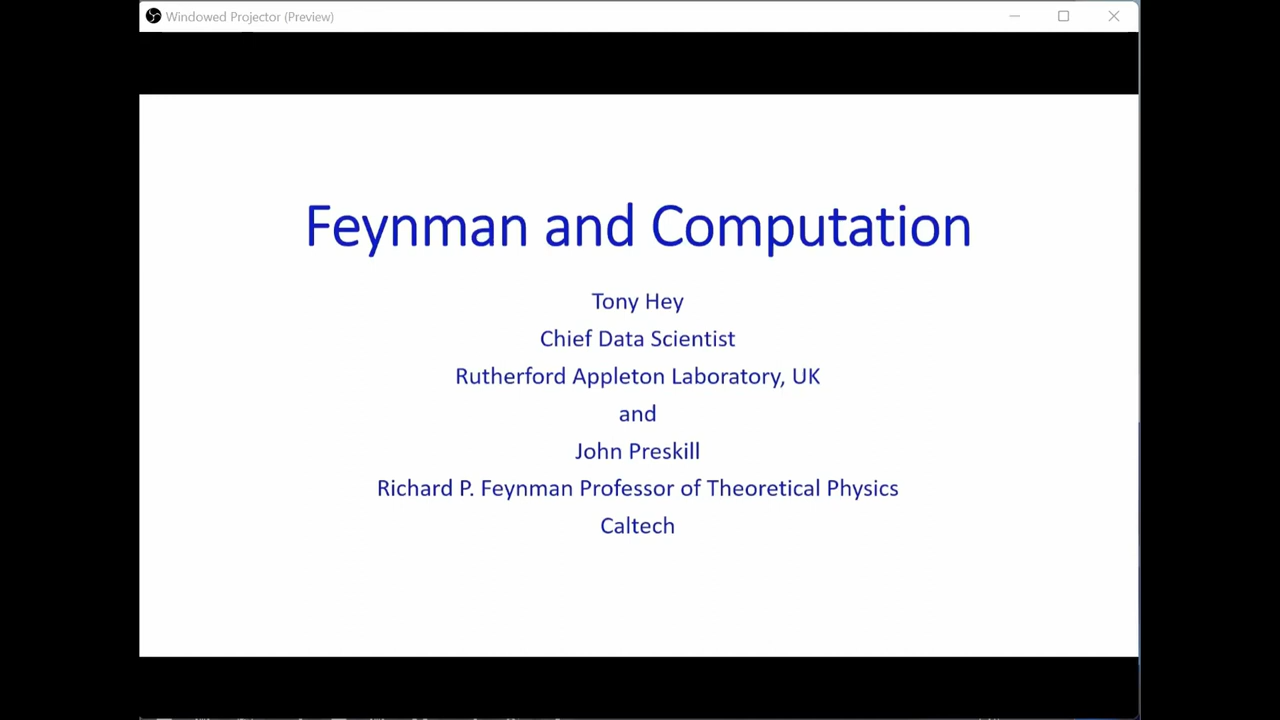 Windowed Projector (Preview)
Feynman and Computation
Tony Hey
Chief Data Scientist
Rutherford Appleton Laboratory, UK
and
John Preskill
Richard P. Feynman Professor of Theoretical Physics
Caltech